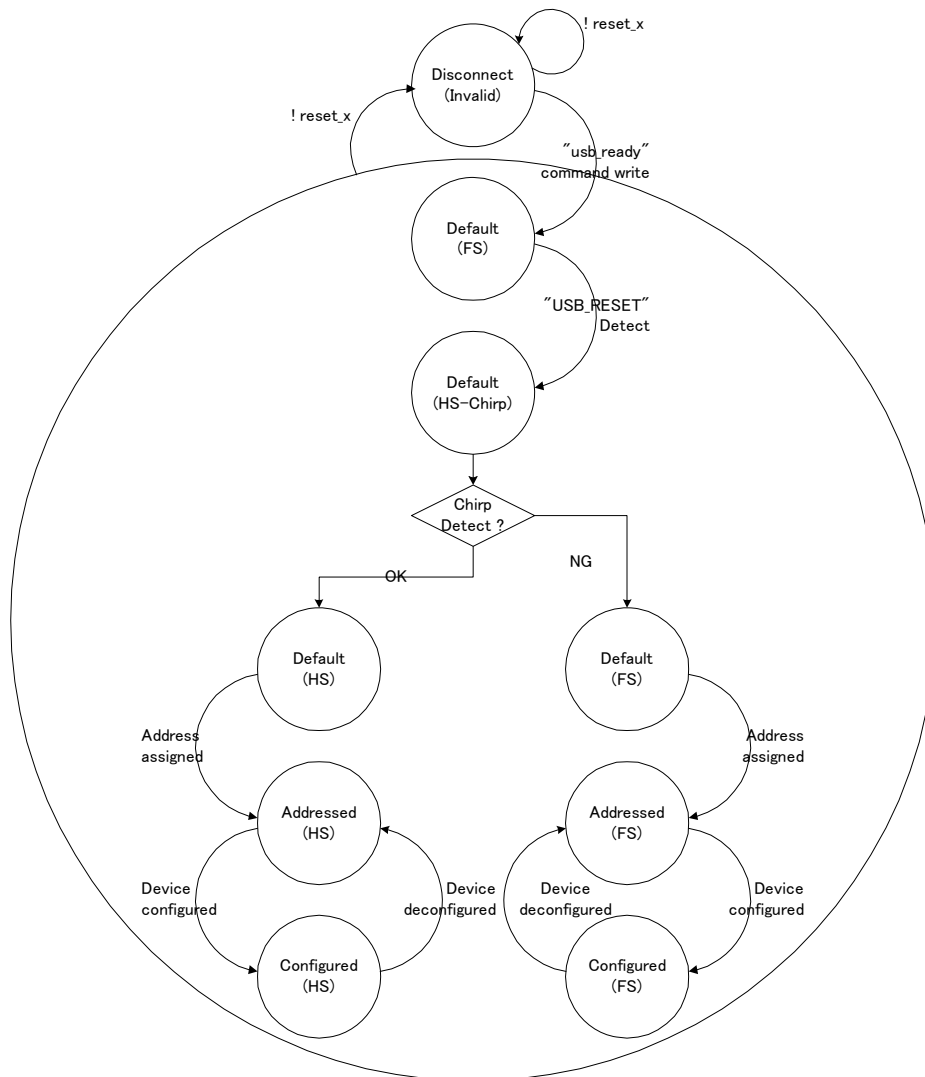 ! reset_x
Disconnect
(Invalid)
! reset_x
"usb_ready"
command write
Default
(FS)
"USB_RESET"
Detect
Default
(HS-Chirp)
Chirp
Detect ?
OK
NG
Default
(HS)
Default
(FS)
Address
assigned
Address
assigned
Addressed
(HS)
Addressed
(FS)
Device
configured
Device
deconfigured
Device
deconfigured
Device
configured
Configured
(HS)
Configured
(FS)